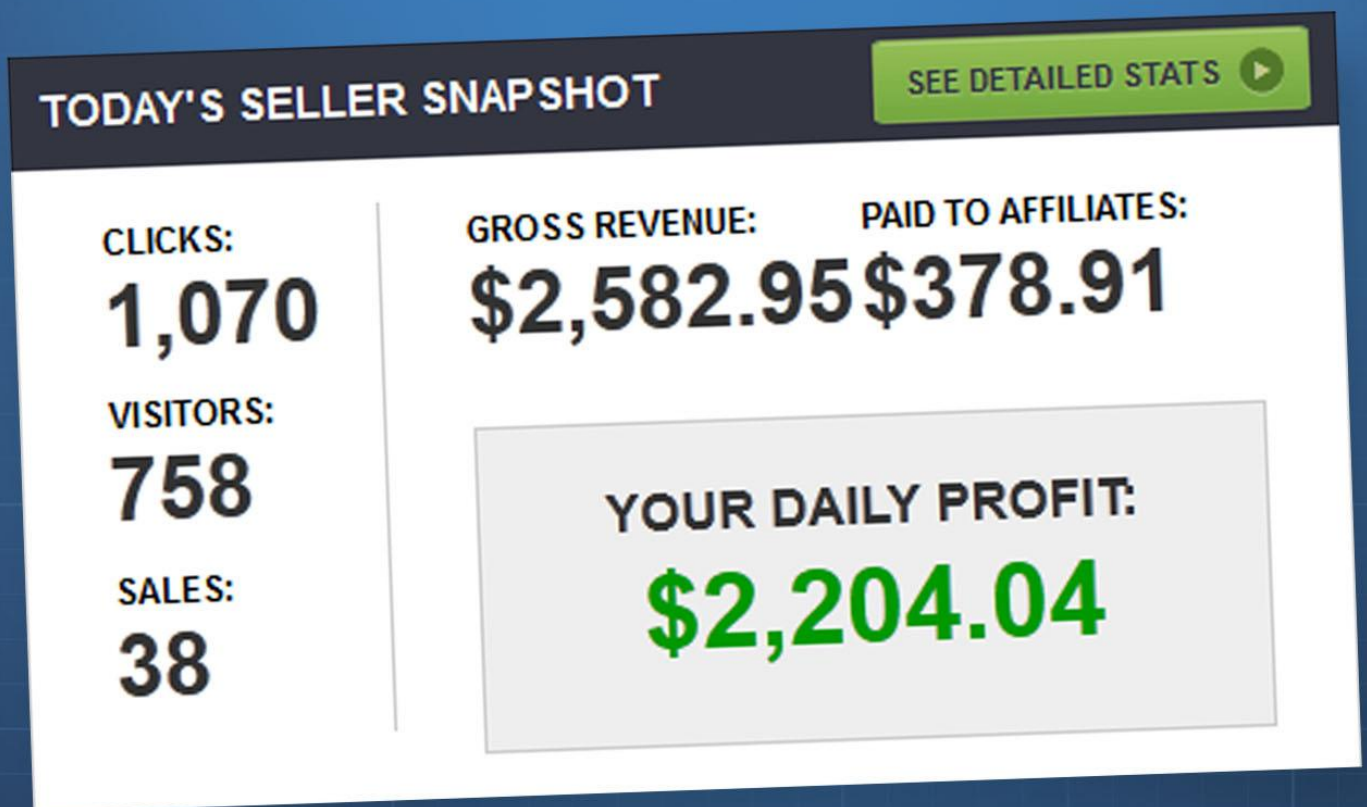 TODAY'S SELLER SNAPSHOT
SEE DETAILED STATS
CLICKS:
1,070
VISITORS:
758
SALES:
38
GROSS REVENUE:
$2,582.95
PAID TO AFFILIATES:
$378.91
YOUR DAILY PROFIT:
$2,204.04